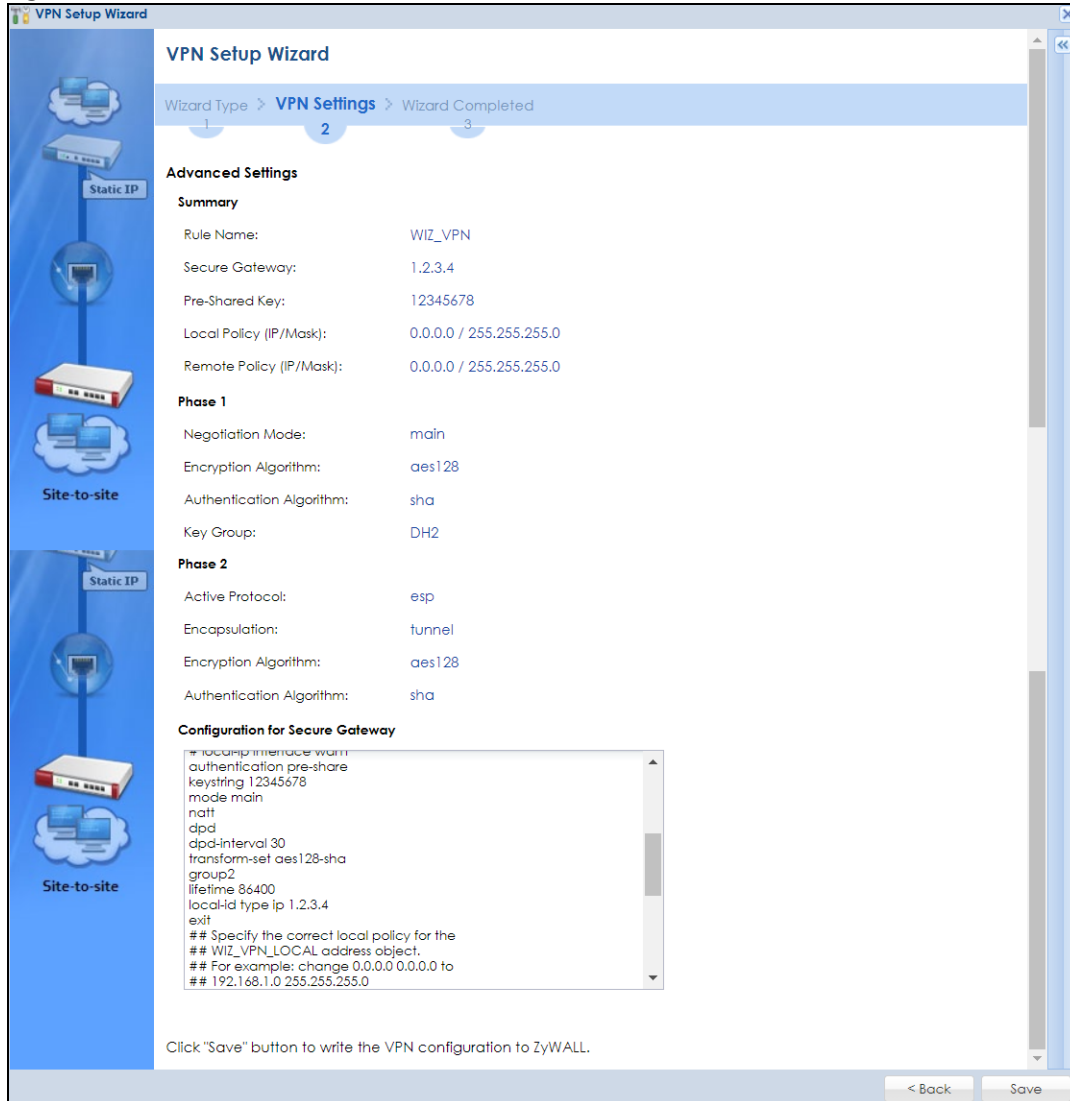 VPN Setup Wizard
VPN Setup Wizard
Wizard Type > VPN Settings > Wizard Completed
1 2 3
Static IP
Site-to-site
Static IP
Site-to-site
Advanced Settings
Summary
Rule Name: WIZ_VPN
Secure Gateway: 1.2.3.4
Pre-Shared Key: 12345678
Local Policy (IP/Mask): 0.0.0.0 / 255.255.255.0
Remote Policy (IP/Mask): 0.0.0.0 / 255.255.255.0
Phase 1
Negotiation Mode: main
Encryption Algorithm: aes128
Authentication Algorithm: sha
Key Group: DH2
Phase 2
Active Protocol: esp
Encapsulation: tunnel
Encryption Algorithm: aes128
Authentication Algorithm: sha
Configuration for Secure Gateway
# local-ip interface wan1
authentication pre-share
keystring 12345678
mode main
natt
dpd
dpd-interval 30
transform-set aes128-sha
group2
lifetime 86400
local-id type ip 1.2.3.4
exit
## Specify the correct local policy for the
## WIZ_VPN_LOCAL address object.
## For example: change 0.0.0.0 0.0.0.0 to
## 192.168.1.0 255.255.255.0
Click "Save" button to write the VPN configuration to ZyWALL.
< Back Save